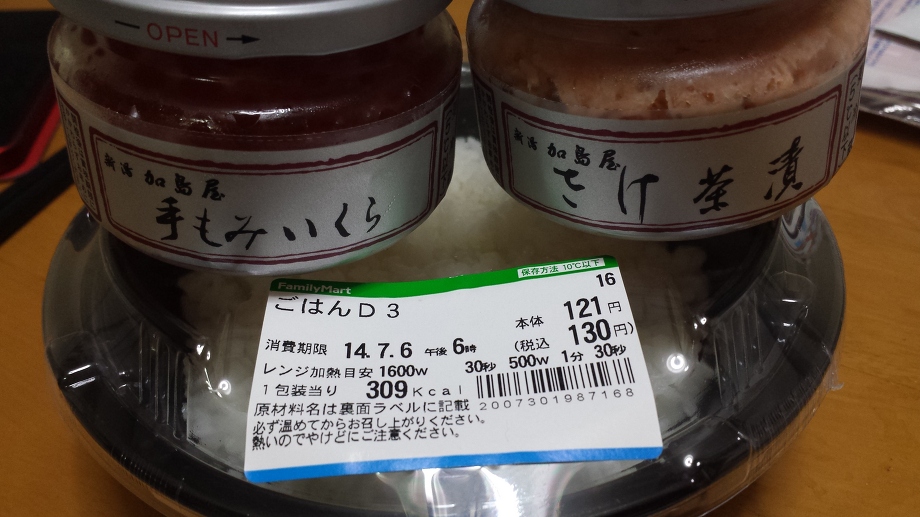 OPEN
新潟 加島屋
手もみいくら
新潟 加島屋
さけ茶漬
FamilyMart
保存方法 10℃以下
ごはんD3
16
本体 121円
(税込 130円)
消費期限 14.7.6 午後6時
レンジ加熱目安 1600w 30秒 500w 1分 30秒
1包装当り 309Kcal
原材料名は裏面ラベルに記載
2007301987168
必ず温めてからお召し上がりください。
熱いのでやけどにご注意ください。